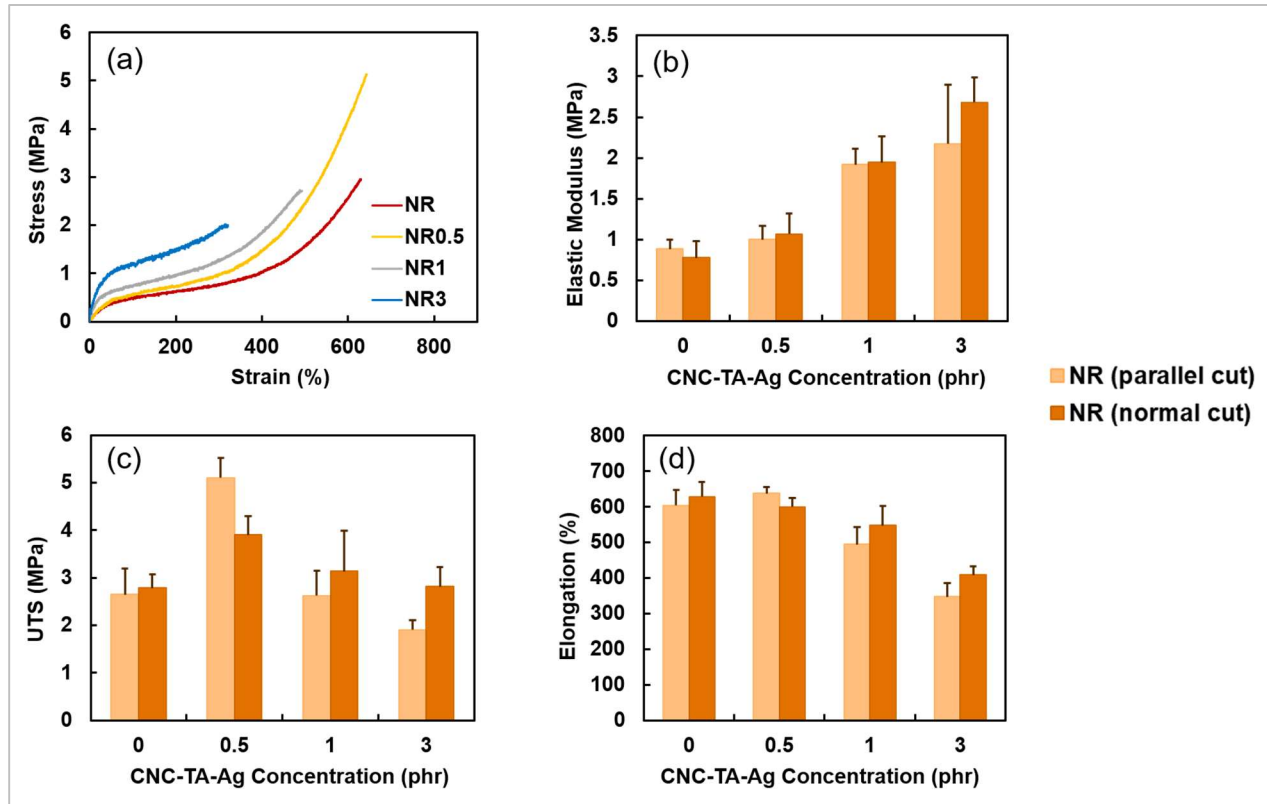 (a)
6
5
4
3
2
1
0
Stress (MPa)
0 200 400 600 800
Strain (%)
NR
NR0.5
NR1
NR3
(b)
3.5
3
2.5
2
1.5
1
0.5
0
Elastic Modulus (MPa)
0 0.5 1 3
CNC-TA-Ag Concentration (phr)
NR (parallel cut)
NR (normal cut)
(c)
6
5
4
3
2
1
0
UTS (MPa)
0 0.5 1 3
CNC-TA-Ag Concentration (phr)
(d)
800
700
600
500
400
300
200
100
0
Elongation (%)
0 0.5 1 3
CNC-TA-Ag Concentration (phr)